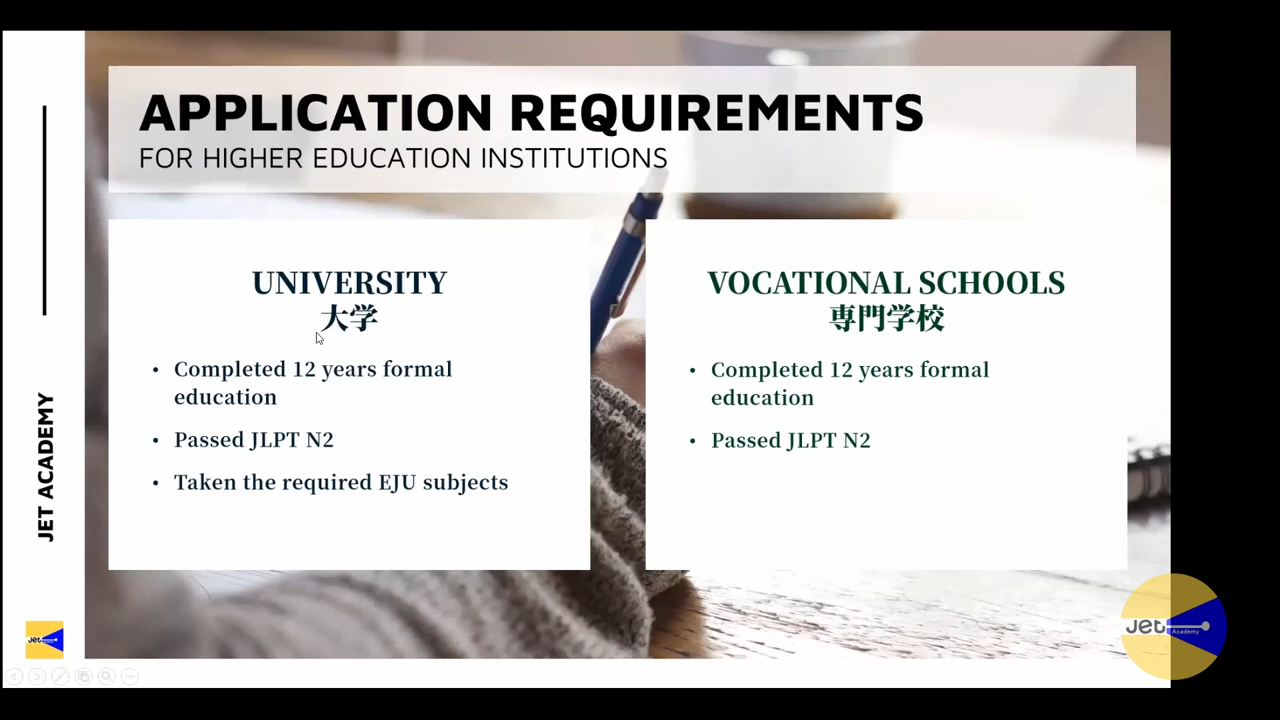 APPLICATION REQUIREMENTS
FOR HIGHER EDUCATION INSTITUTIONS
UNIVERSITY
大学
• Completed 12 years formal
education
• Passed JLPT N2
• Taken the required EJU subjects
VOCATIONAL SCHOOLS
専門学校
• Completed 12 years formal
education
• Passed JLPT N2
JET ACADEMY
Jet
Jet
Academy